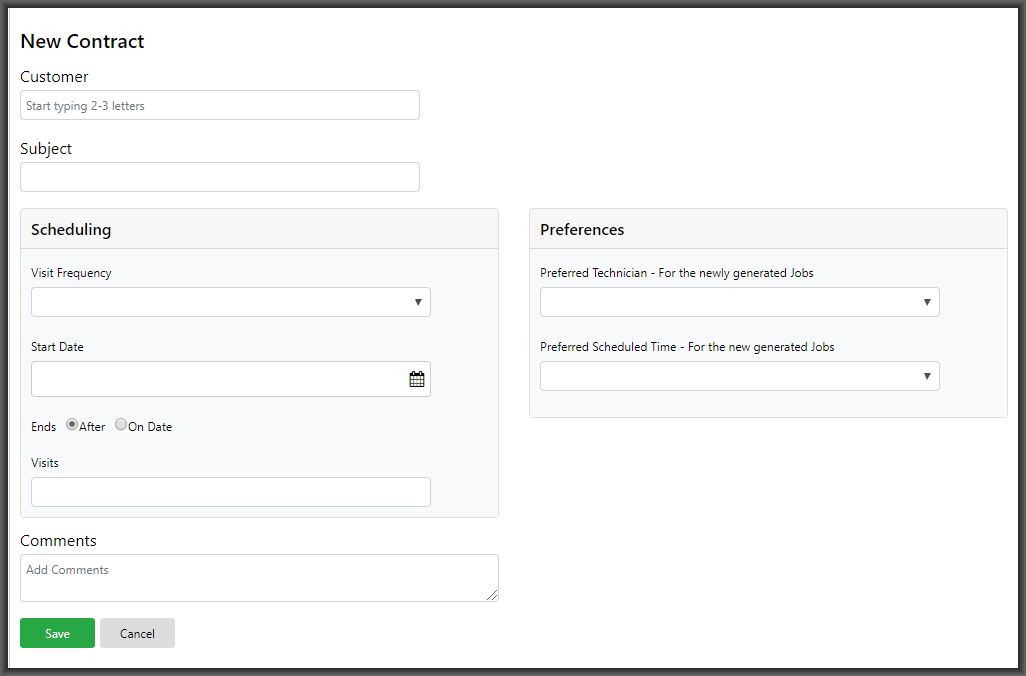 New Contract
Customer
Start typing 2-3 letters
Subject
Scheduling
Visit Frequency
Start Date
Ends After On Date
Visits
Preferences
Preferred Technician - For the newly generated Jobs
Preferred Scheduled Time - For the new generated Jobs
Comments
Add Comments
Save Cancel